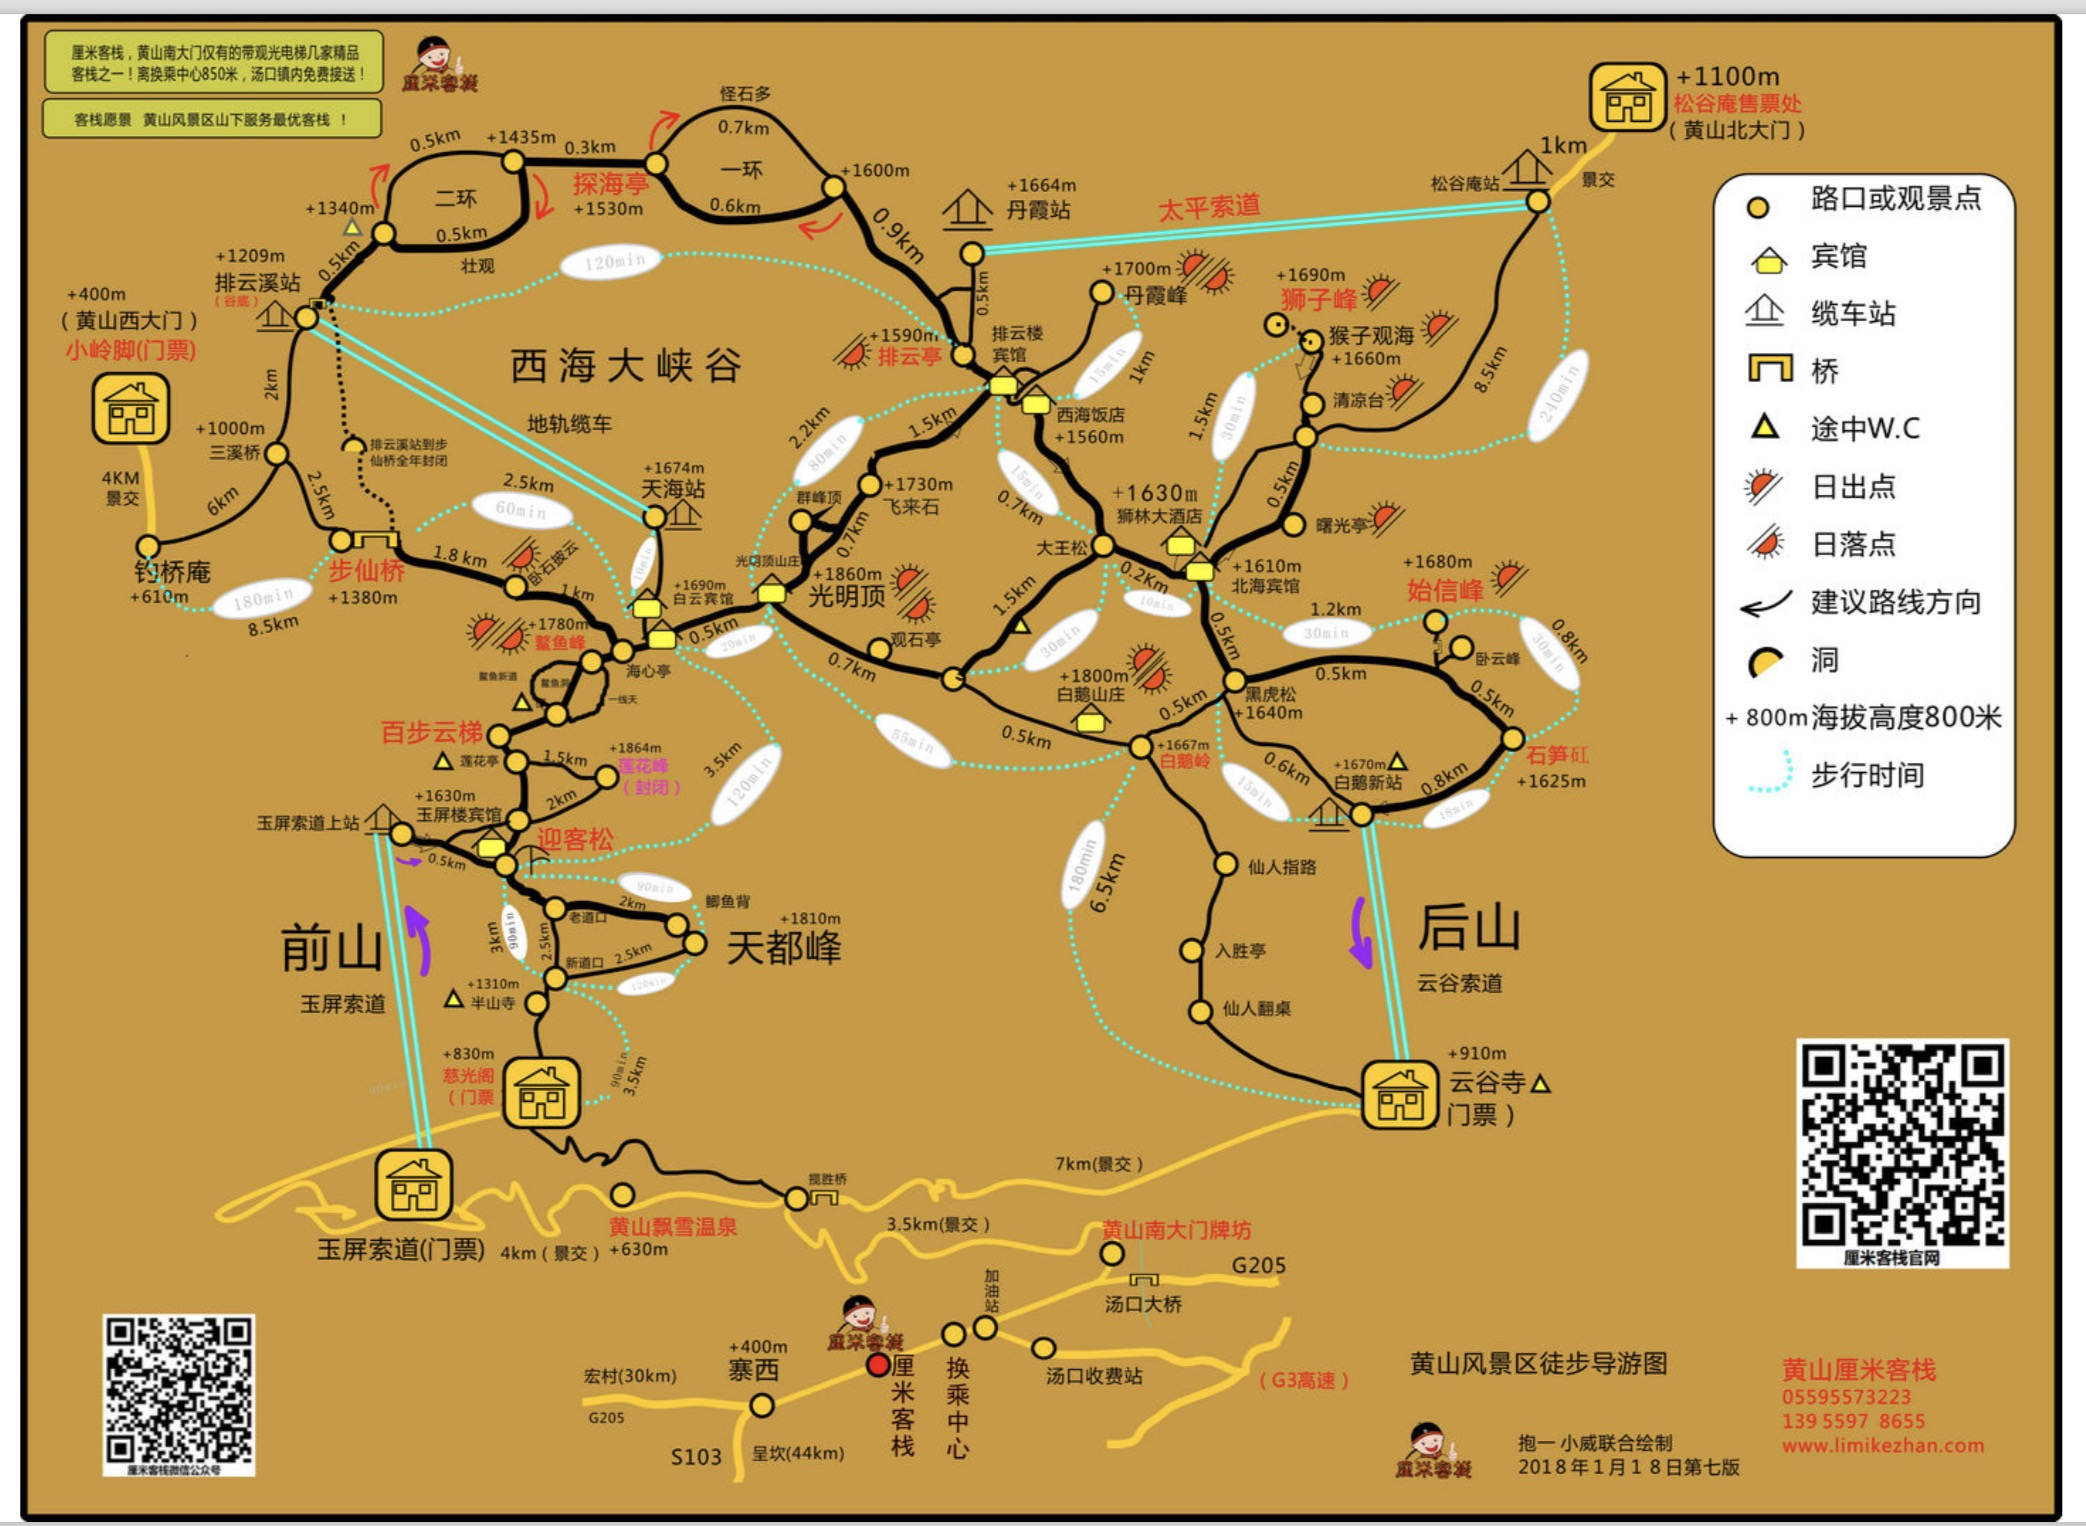 厘米客栈，黄山南大门仅有的带观光电梯几家精品
客栈之一！离换乘中心850米，汤口镇内免费接送！
客栈愿景 黄山风景区山下服务最优客栈 ！
厘米客栈
怪石多
0.7km
一环
0.6km
+1600m
0.5km
+1435m
0.3km
二环
探海亭
+1530m
0.5km
壮观
+1340m
0.5km
+1209m
排云溪站
（谷底）
120min
0.9km
+1664m
丹霞站
太平索道
0.5km
+1100m
松谷庵售票处
（黄山北大门）
1km
景交
松谷庵站
8.5km
240min
+400m
（黄山西大门）
小岭脚(门票)
4KM
景交
2km
+1000m
三溪桥
6km
2.5km
钓桥庵
+610m
180min
8.5km
排云溪站到步
仙桥全年封闭
步仙桥
+1380m
西海大峡谷
地轨缆车
2.5km
60min
1.8 km
卧石披云
1 km
+1674m
天海站
10min
+1690m
白云宾馆
+1780m
鳌鱼峰
海心亭
0.5km
20min
鳌鱼新道
鳌鱼洞
一线天
+1590m
排云亭
排云楼
宾馆
+1700m
丹霞峰
15min
1km
西海饭店
+1560m
2.2km
80min
1.5km
+1730m
飞来石
群峰顶
0.7km
光明顶山庄
+1860m
光明顶
15min
0.7km
大王松
+1690m
狮子峰
猴子观海
+1660m
清凉台
1.5km
30min
0.5km
曙光亭
+1630m
狮林大酒店
+1610m
北海宾馆
0.2Km
10min
1.5km
30min
观石亭
0.7km
0.5km
55min
+1800m
白鹅山庄
0.5km
+1667m
白鹅岭
0.5km
黑虎松
+1640m
1.2km
30min
+1680m
始信峰
卧云峰
0.5km
0.5km
0.8km
30min
石笋矼
+1625m
0.8km
18min
0.6km
15min
+1670m
白鹅新站
百步云梯
莲花亭
1.5km
+1864m
莲花峰
（封闭）
2km
3.5km
120min
+1630m
玉屏楼宾馆
玉屏索道上站
0.5km
迎客松
90min
老道口
2km
鲫鱼背
+1810m
天都峰
3km
90min
2.5km
新道口
2.5km
120min
+1310m
半山寺
90min
3.5km
前山
玉屏索道
+830m
慈光阁
（门票
玉屏索道(门票)
4km（景交）
黄山飘雪温泉
+630m
揽胜桥
180min
6.5km
仙人指路
入胜亭
仙人翻桌
后山
云谷索道
+910m
云谷寺
门票）
7km(景交）
3.5km(景交）
黄山南大门牌坊
G205
汤口大桥
加油站
汤口收费站
（G3高速）
厘米客栈
厘米客栈
换乘中心
+400m
寨西
宏村(30km)
G205
S103
呈坎(44km)
路口或观景点
宾馆
缆车站
桥
途中W.C
日出点
日落点
建议路线方向
洞
+ 800m海拔高度800米
步行时间
厘米客栈官网
厘米客栈微信公众号
黄山风景区徒步导游图
厘米客栈
抱一 小威联合绘制
2018年1月18日第七版
黄山厘米客栈
05595573223
139 5597 8655
www.limikezhan.com